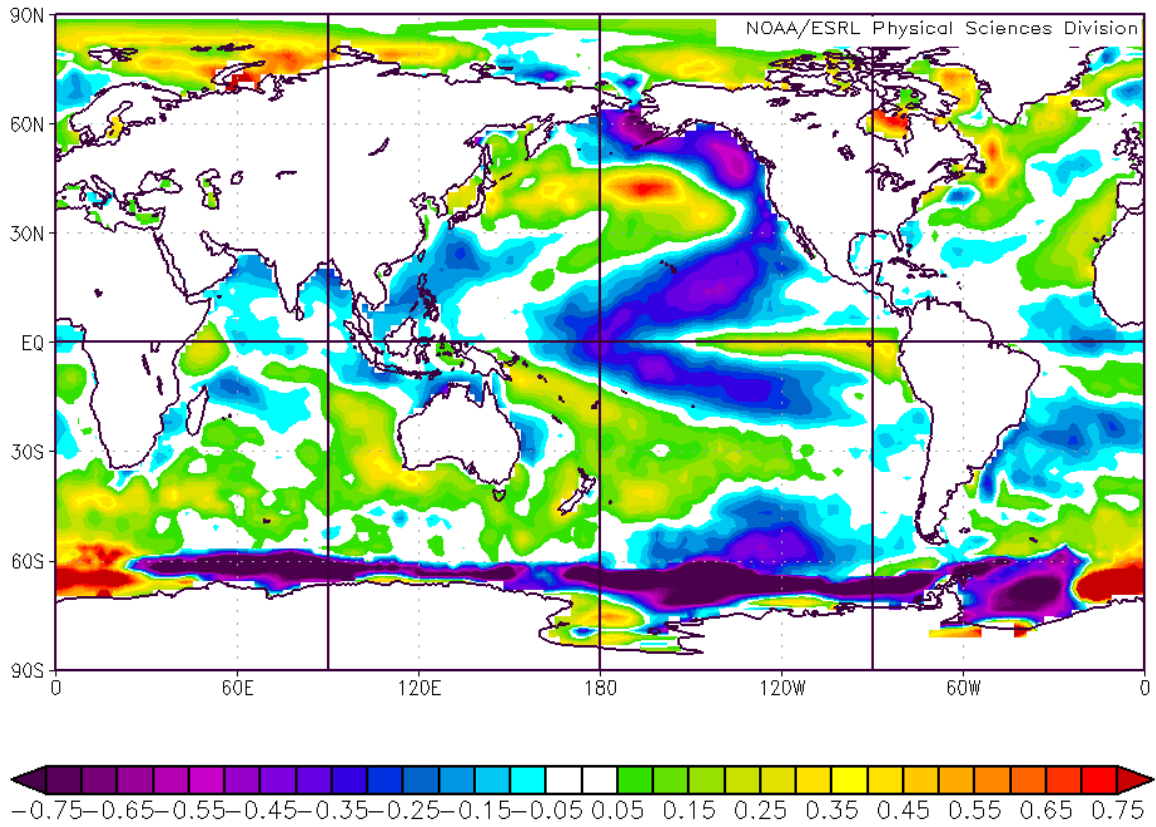 90N
NOAA/ESRL Physical Sciences Division
60N
30N
EQ
30S
60S
90S
0 60E 120E 180 120W 60W 0
−0.75−0.65−0.55−0.45−0.35−0.25−0.15−0.05 0.05 0.15 0.25 0.35 0.45 0.55 0.65 0.75